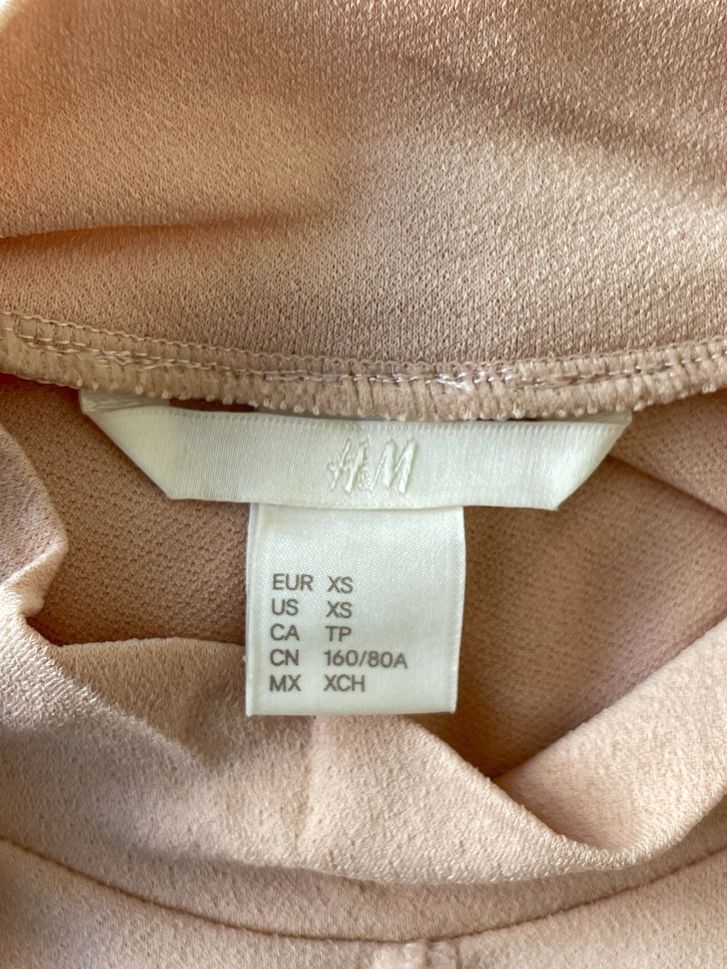 H&M
EUR XS
US XS
CA TP
CN 160/80A
MX XCH